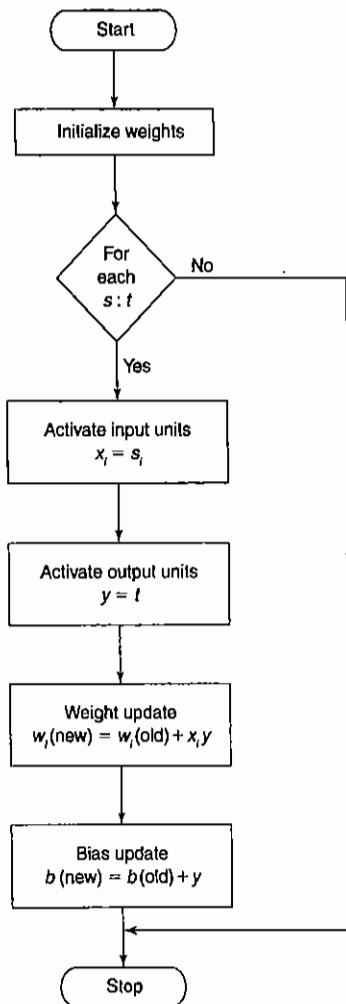 Start
Initialize weights
For
each
s : t
No
Yes
Activate input units
xᵢ = sᵢ
Activate output units
y = t
Weight update
wᵢ(new) = wᵢ(old) + xᵢ y
Bias update
b (new) = b(old) + y
Stop